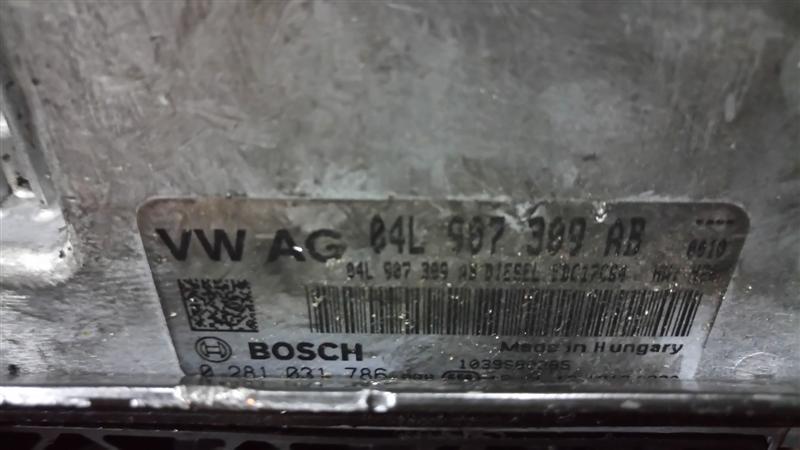 VW AG 04L 907 309 AB 0610
04L 907 309 AB DIESEL EDC17C64
BOSCH Made in Hungary
0 281 031 786